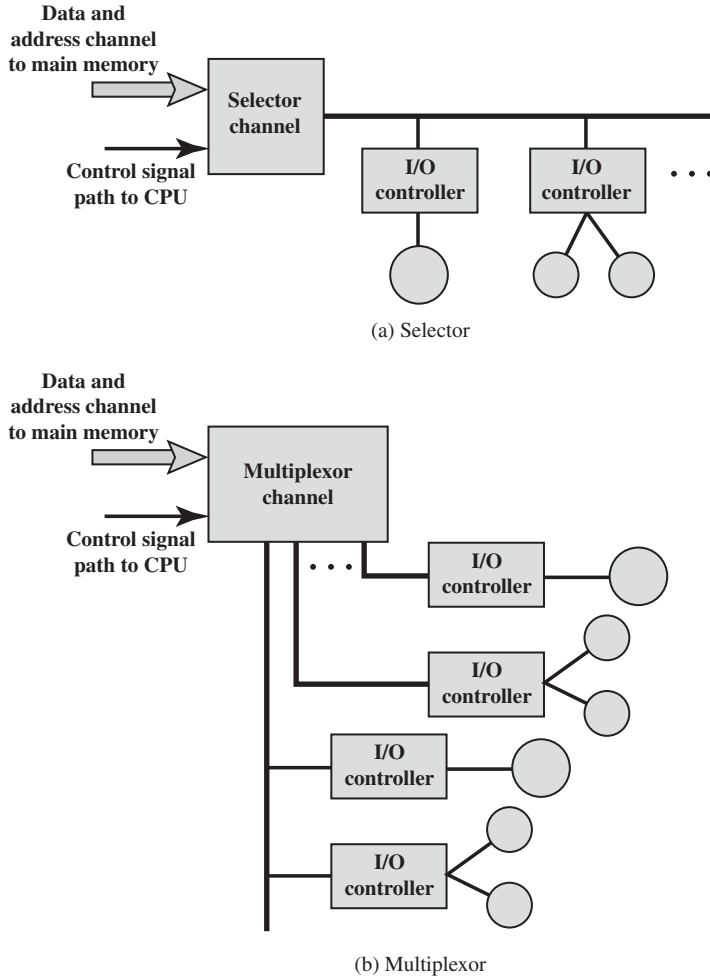 Data and
address channel
to main memory
Selector
channel
Control signal
path to CPU
I/O
controller
I/O
controller
(a) Selector
Data and
address channel
to main memory
Multiplexor
channel
Control signal
path to CPU
I/O
controller
I/O
controller
I/O
controller
I/O
controller
(b) Multiplexor